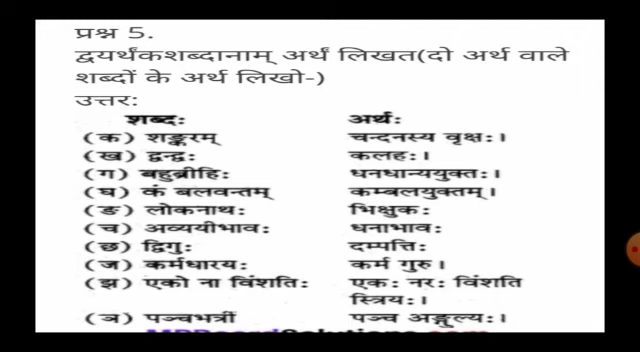 प्रश्न 5.
द्वयर्थकशब्दानाम् अर्थं लिखत(दो अर्थ वाले
शब्दों के अर्थ लिखो-)
उत्तर:
शब्दः अर्थः
(क) शङ्करम् चन्दनस्य वृक्षः।
(ख) द्वन्द्वः कलहः।
(ग) बहुब्रीहिः धनधान्ययुक्तः।
(घ) कं बलवन्तम् कम्बलयुक्तम्।
(ङ) लोकनाथः भिक्षुकः
(च) अव्ययीभावः धनाभावः
(छ) द्विगुः दम्पत्तिः
(ज) कर्मधारयः कर्म गुरु।
(झ) एको ना विंशतिः एकः नरः विंशति
स्त्रियः।
(ञ) पञ्चभत्रीं पञ्च अङ्गुल्यः।